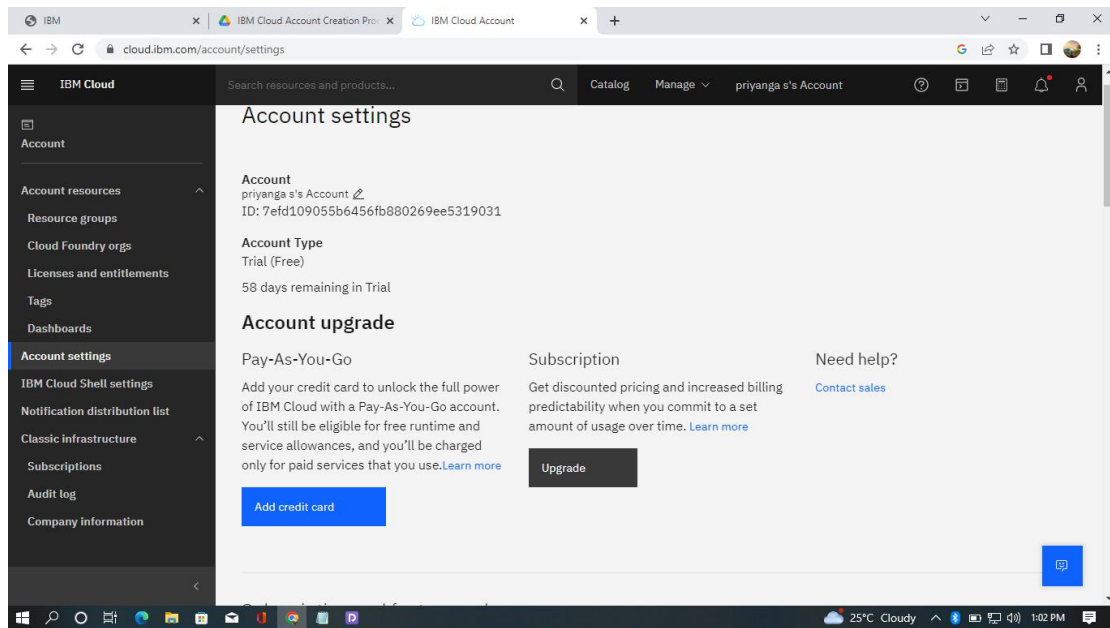 IBM
IBM Cloud Account Creation Pro
IBM Cloud Account
cloud.ibm.com/account/settings
IBM Cloud
Search resources and products...
Catalog
Manage
priyanga s's Account
Account
Account resources
Resource groups
Cloud Foundry orgs
Licenses and entitlements
Tags
Dashboards
Account settings
IBM Cloud Shell settings
Notification distribution list
Classic infrastructure
Subscriptions
Audit log
Company information
Account settings
Account
priyanga s's Account
ID: 7efd109055b6456fb880269ee5319031
Account Type
Trial (Free)
58 days remaining in Trial
Account upgrade
Pay-As-You-Go
Add your credit card to unlock the full power
of IBM Cloud with a Pay-As-You-Go account.
You'll still be eligible for free runtime and
service allowances, and you'll be charged
only for paid services that you use.Learn more
Add credit card
Subscription
Get discounted pricing and increased billing
predictability when you commit to a set
amount of usage over time. Learn more
Upgrade
Need help?
Contact sales
25°C Cloudy
1:02 PM